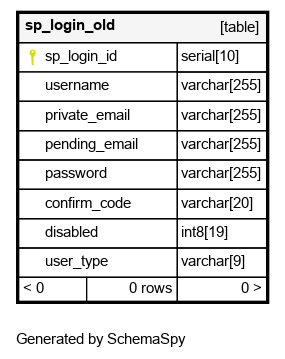 sp_login_old [table]
sp_login_id serial[10]
username varchar[255]
private_email varchar[255]
pending_email varchar[255]
password varchar[255]
confirm_code varchar[20]
disabled int8[19]
user_type varchar[9]
< 0 0 rows 0 >
Generated by SchemaSpy